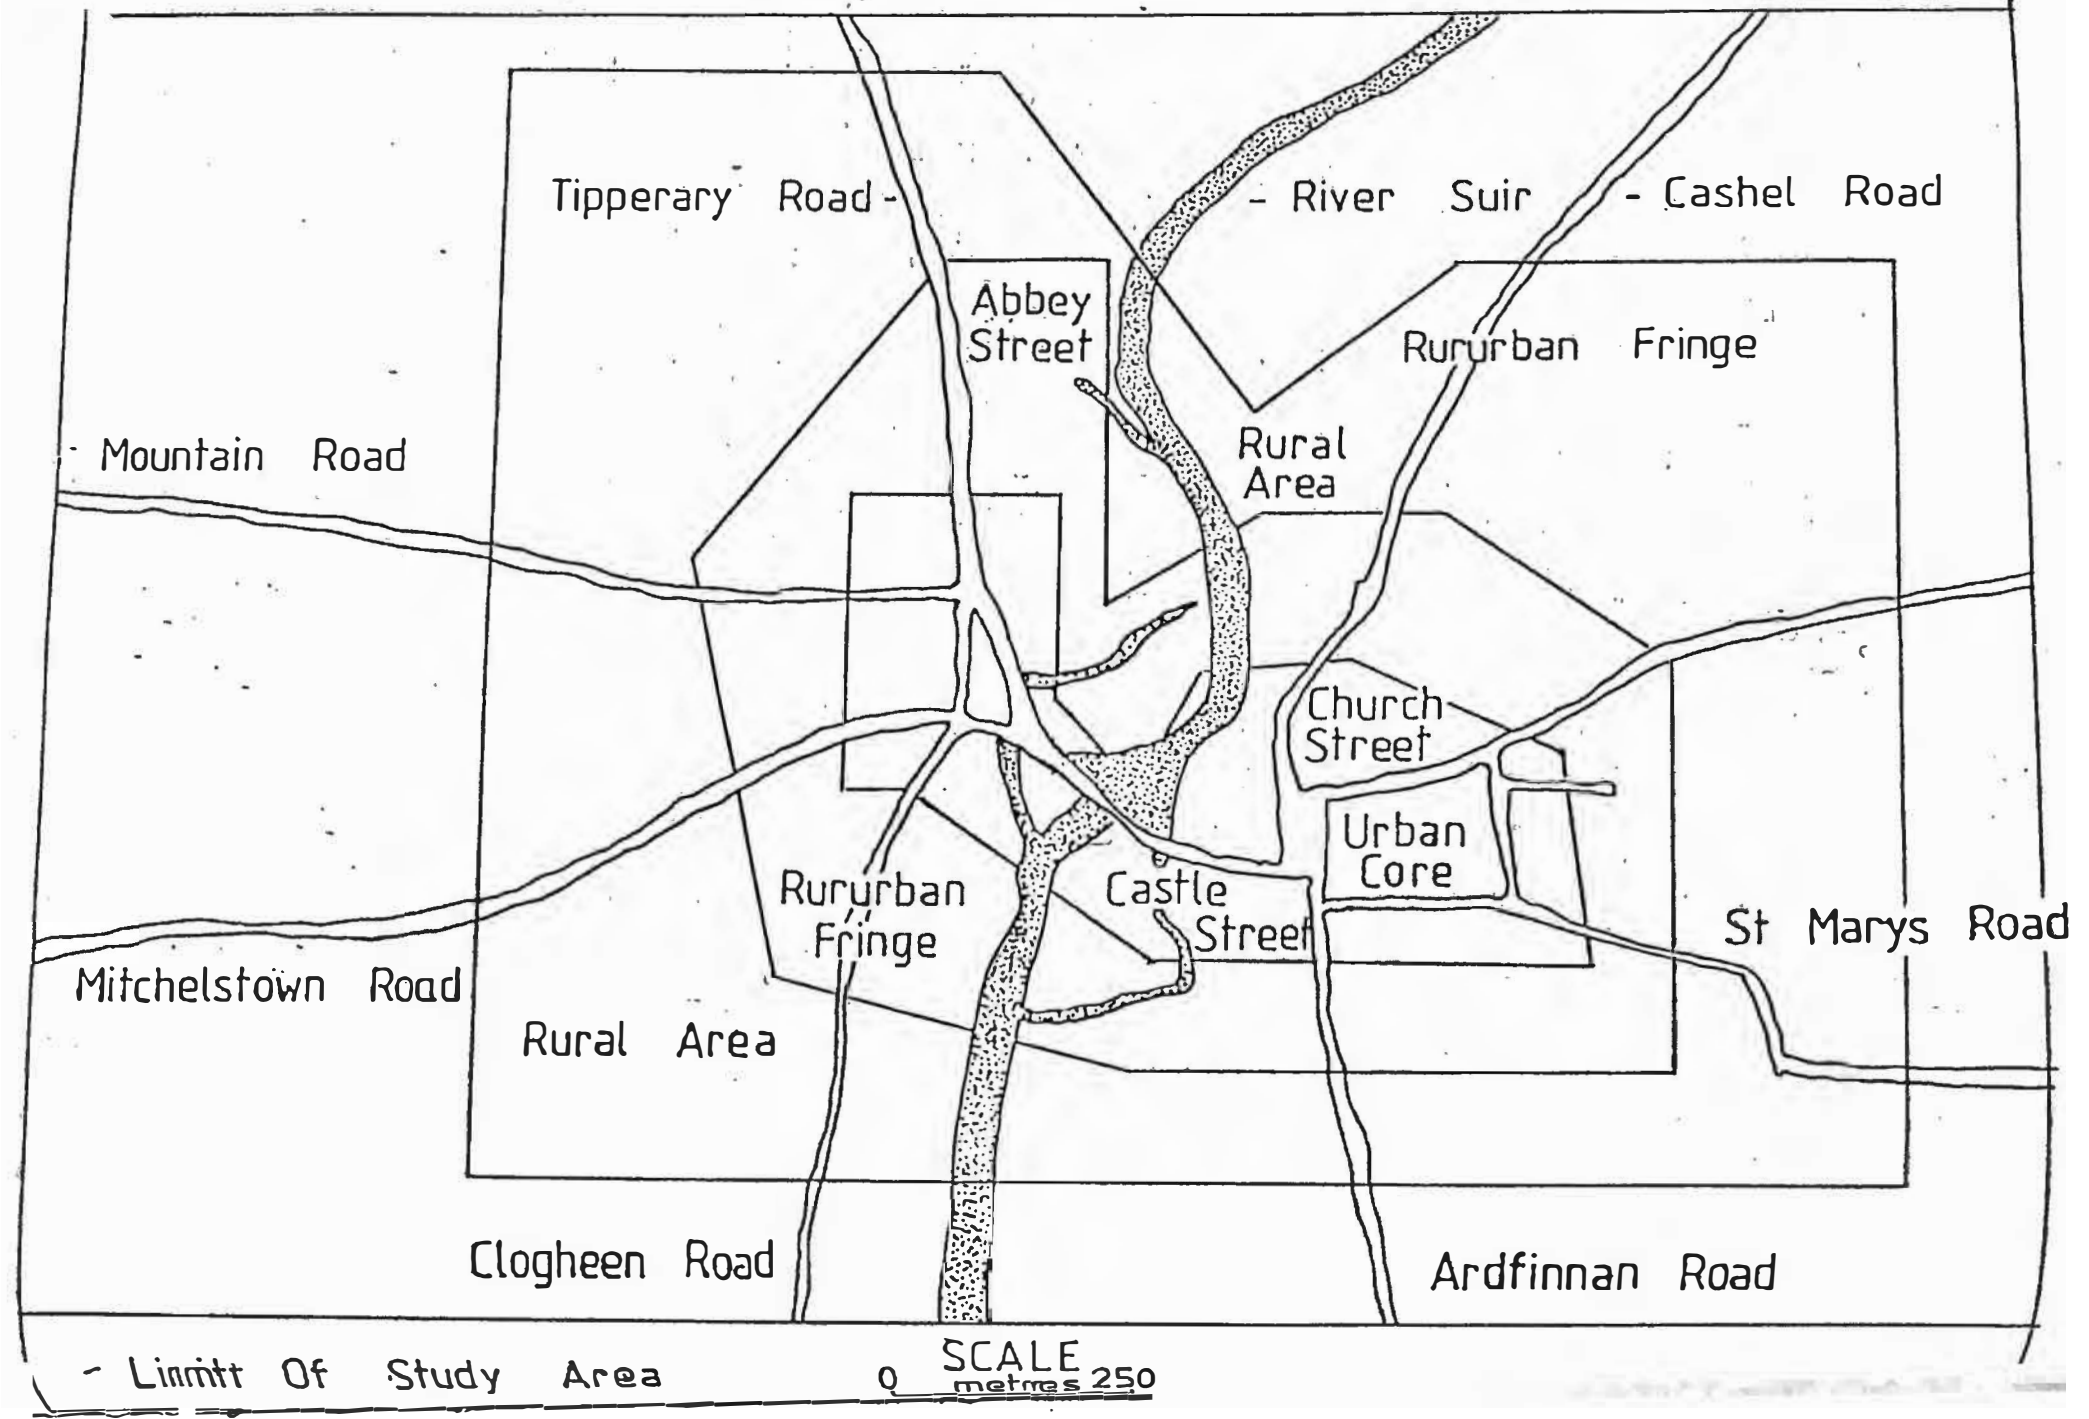 Tipperary Road -
- River Suir
- Cashel Road
Abbey
Street
Rururban Fringe
- Mountain Road
Rural
Area
Church
Street
Urban
Core
Rururban
Fringe
Castle
Street
St Marys Road
Mitchelstown Road
Rural Area
Clogheen Road
Ardfinnan Road
- Limitt Of Study Area
SCALE
0 metres 250